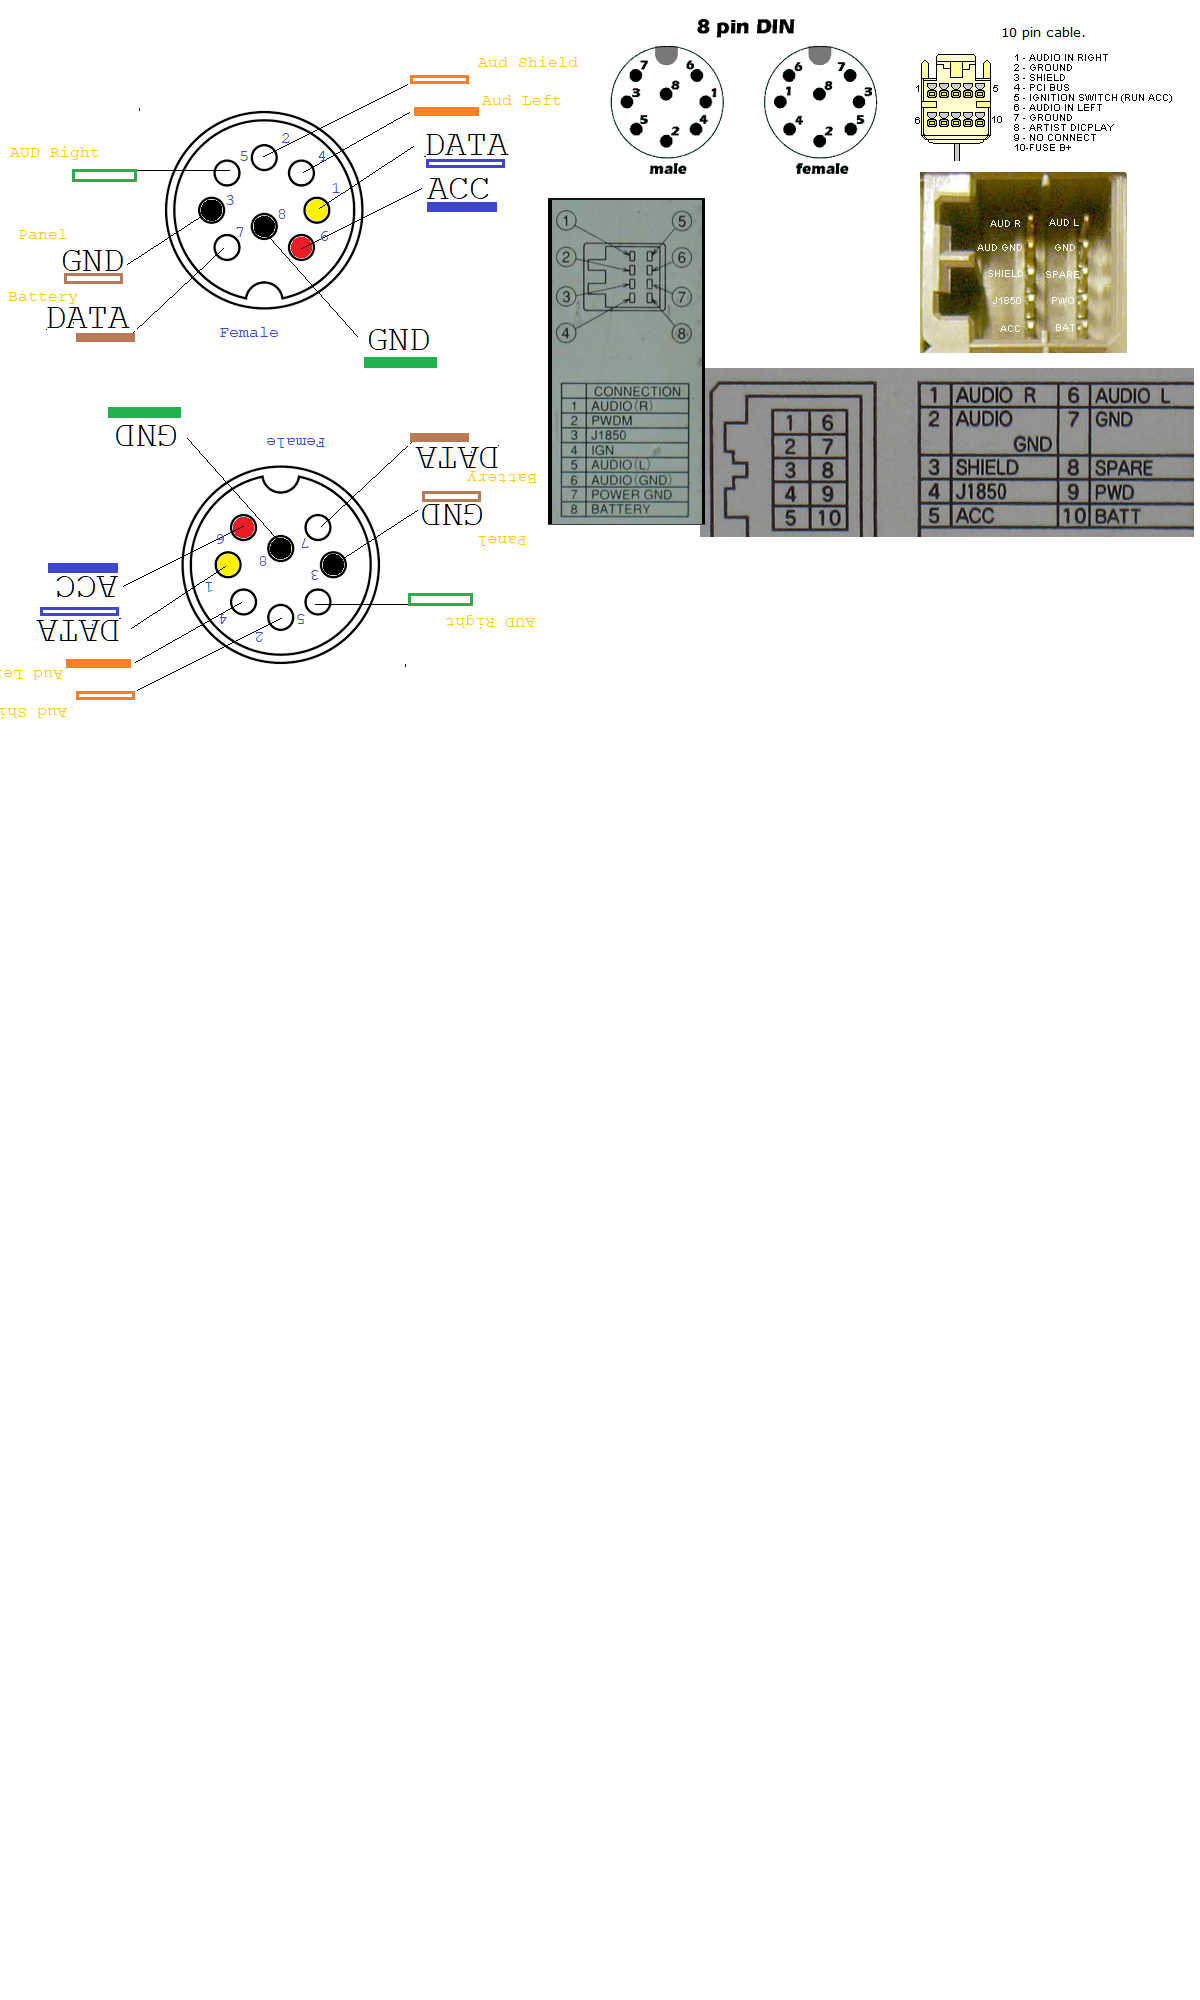 Aud Shield
Aud Left
DATA
ACC
AUD Right
Panel
GND
Battery
DATA
GND
Female
2
5
4
1
3
8
7
6
GND
Female
DATA
Battery
GND
Panel
ACC
DATA
AUD Right
Aud Le
Aud Shi
6
8
7
1
3
4
5
2
8 pin DIN
7 6
8
3 1
5 4
2
male
6 7
8
1 3
4 5
2
female
10 pin cable.
1 5
6 10
1 - AUDIO IN RIGHT
2 - GROUND
3 - SHIELD
4 - PCI BUS
5 - IGNITION SWITCH (RUN ACC)
6 - AUDIO IN LEFT
7 - GROUND
8 - ARTIST DICPLAY
9 - NO CONNECT
10-FUSE B+
AUD R AUD L
AUD GND GND
SHIELD SPARE
J1850 PWD
ACC BAT
1 5
2 6
3 7
4 8
CONNECTION
1 AUDIO(R)
2 PWDM
3 J1850
4 IGN
5 AUDIO(L)
6 AUDIO(GND)
7 POWER GND
8 BATTERY
1 6
2 7
3 8
4 9
5 10
1 AUDIO R 6 AUDIO L
2 AUDIO GND 7 GND
3 SHIELD 8 SPARE
4 J1850 9 PWD
5 ACC 10 BATT